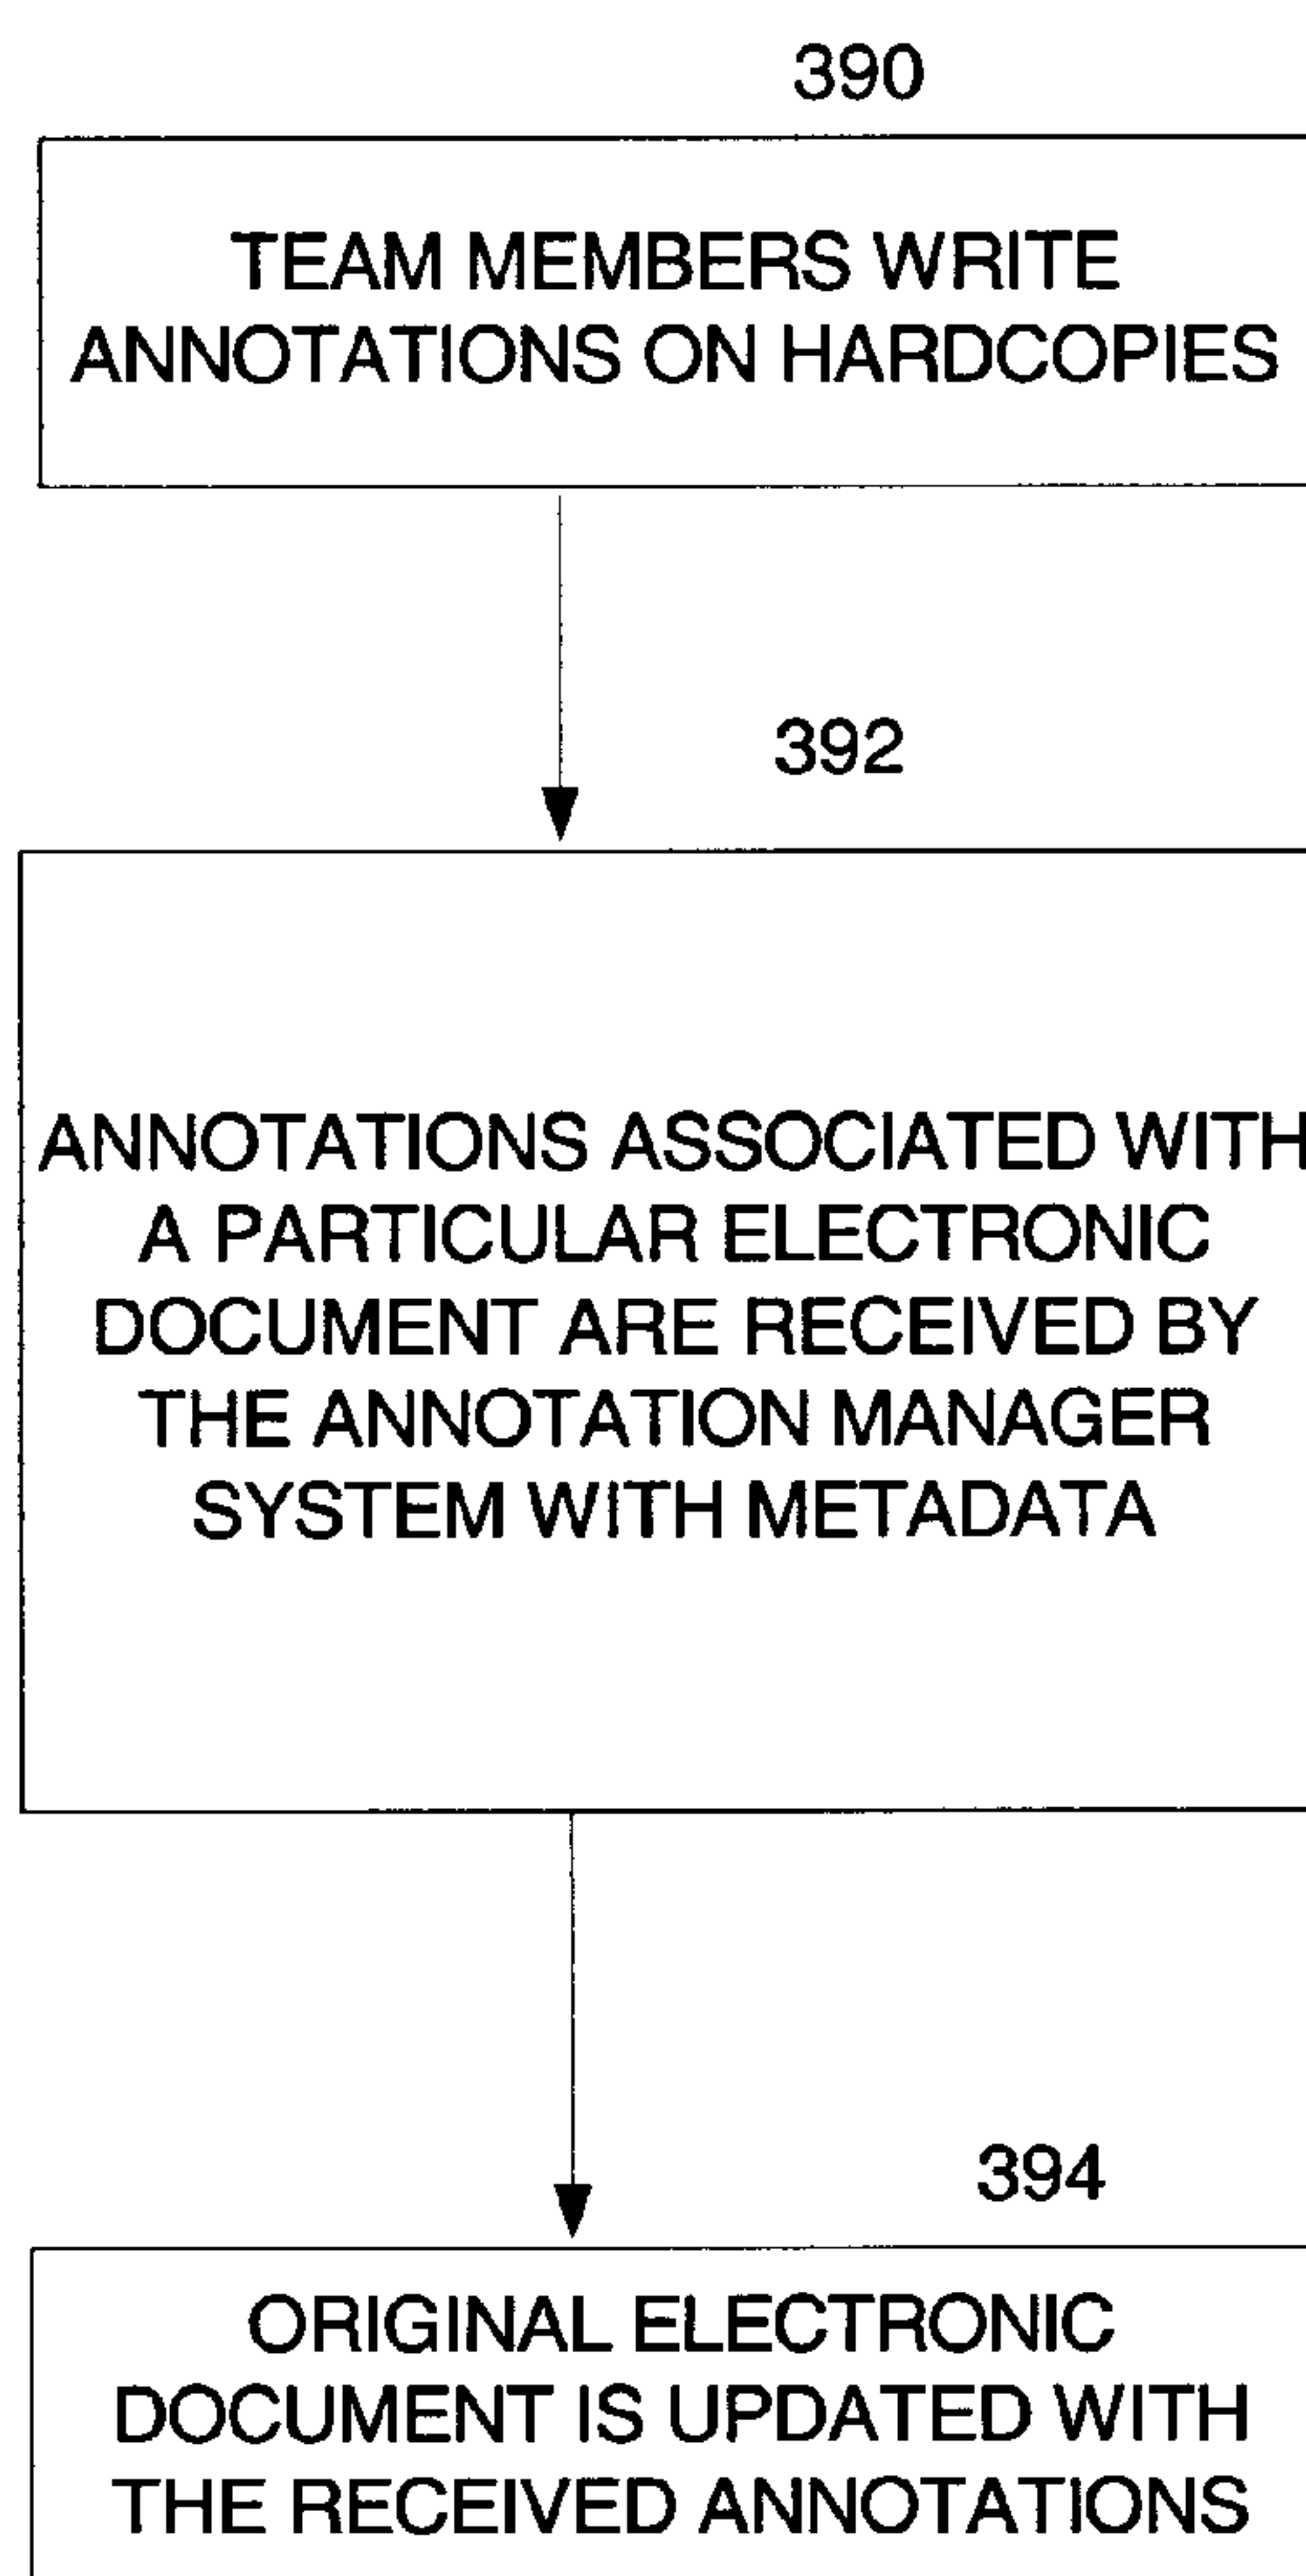 390
TEAM MEMBERS WRITE
ANNOTATIONS ON HARDCOPIES
392
ANNOTATIONS ASSOCIATED WITH
A PARTICULAR ELECTRONIC
DOCUMENT ARE RECEIVED BY
THE ANNOTATION MANAGER
SYSTEM WITH METADATA
394
ORIGINAL ELECTRONIC
DOCUMENT IS UPDATED WITH
THE RECEIVED ANNOTATIONS